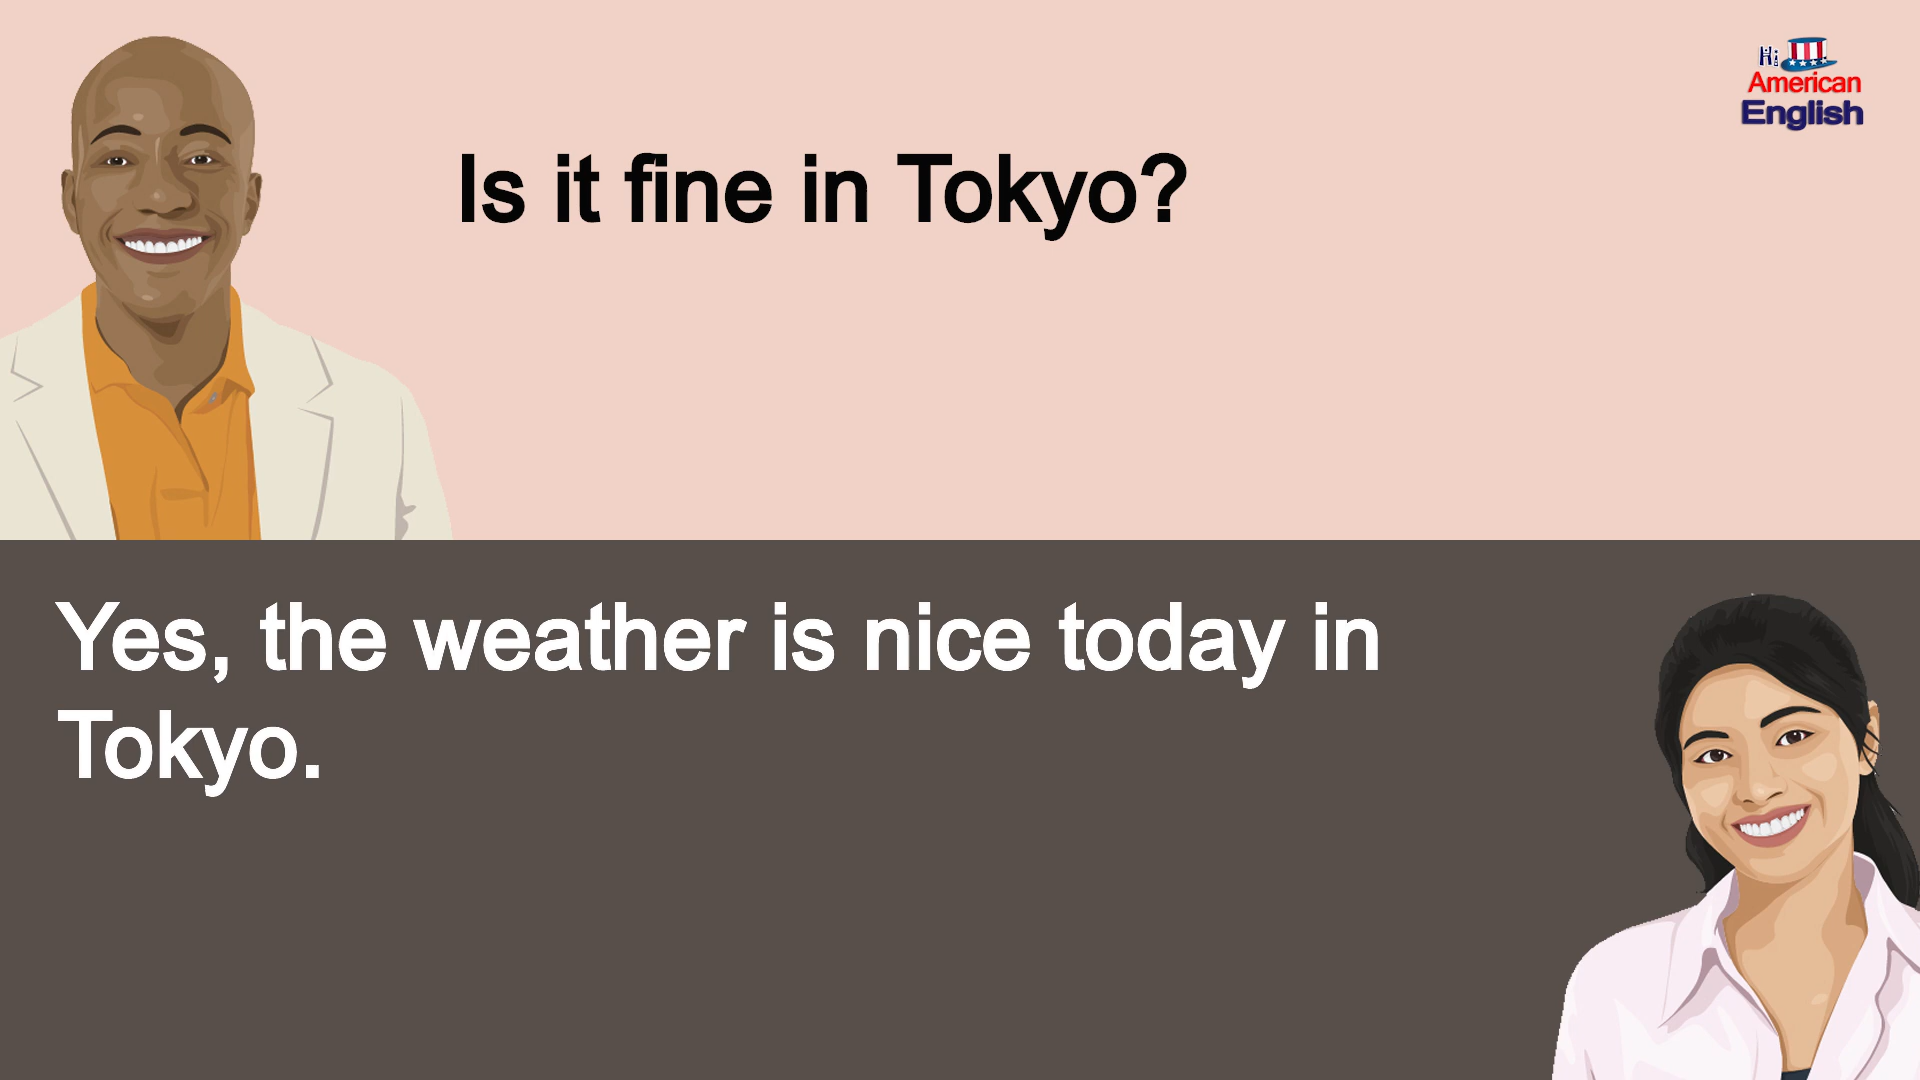 Hi
American
English
Is it fine in Tokyo?
Yes, the weather is nice today in
Tokyo.